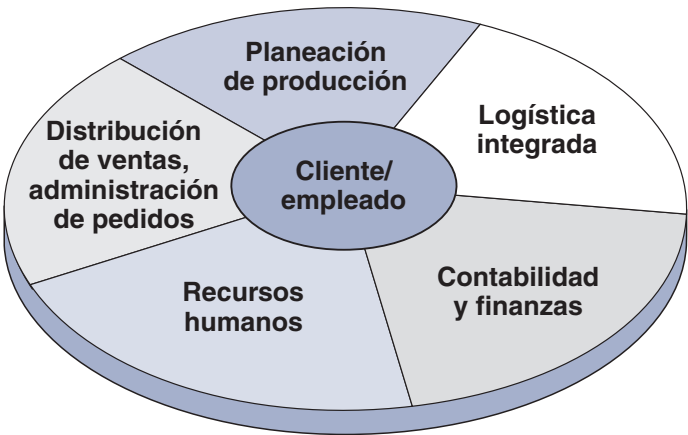 Planeación
de producción
Logística
integrada
Distribución
de ventas,
administración
de pedidos
Cliente/
empleado
Contabilidad
y finanzas
Recursos
humanos